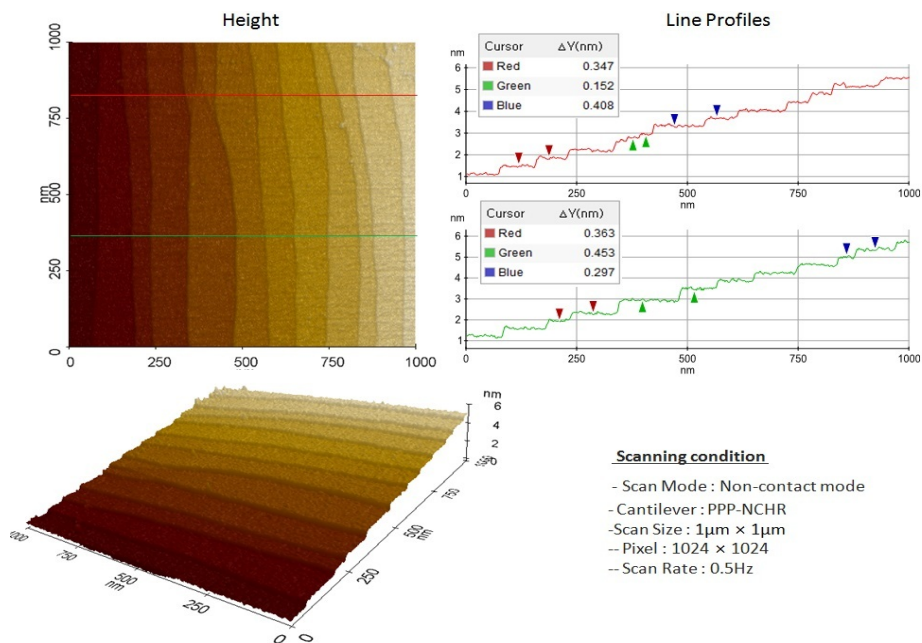 Height
Line Profiles
1000
750
nm
500
250
0
0
250
500
750
1000
nm
Cursor ΔY(nm)
Red 0.347
Green 0.152
Blue 0.408
nm
6
5
4
3
2
1
0
250
500
750
1000
nm
Cursor ΔY(nm)
Red 0.363
Green 0.453
Blue 0.297
nm
6
5
4
3
2
1
0
250
500
750
1000
nm
nm
6
4
2
0
750
500
nm
250
0
1000
750
500
nm
250
0
Scanning condition
- Scan Mode : Non-contact mode
- Cantilever : PPP-NCHR
-Scan Size : 1µm × 1µm
-- Pixel : 1024 × 1024
-- Scan Rate : 0.5Hz